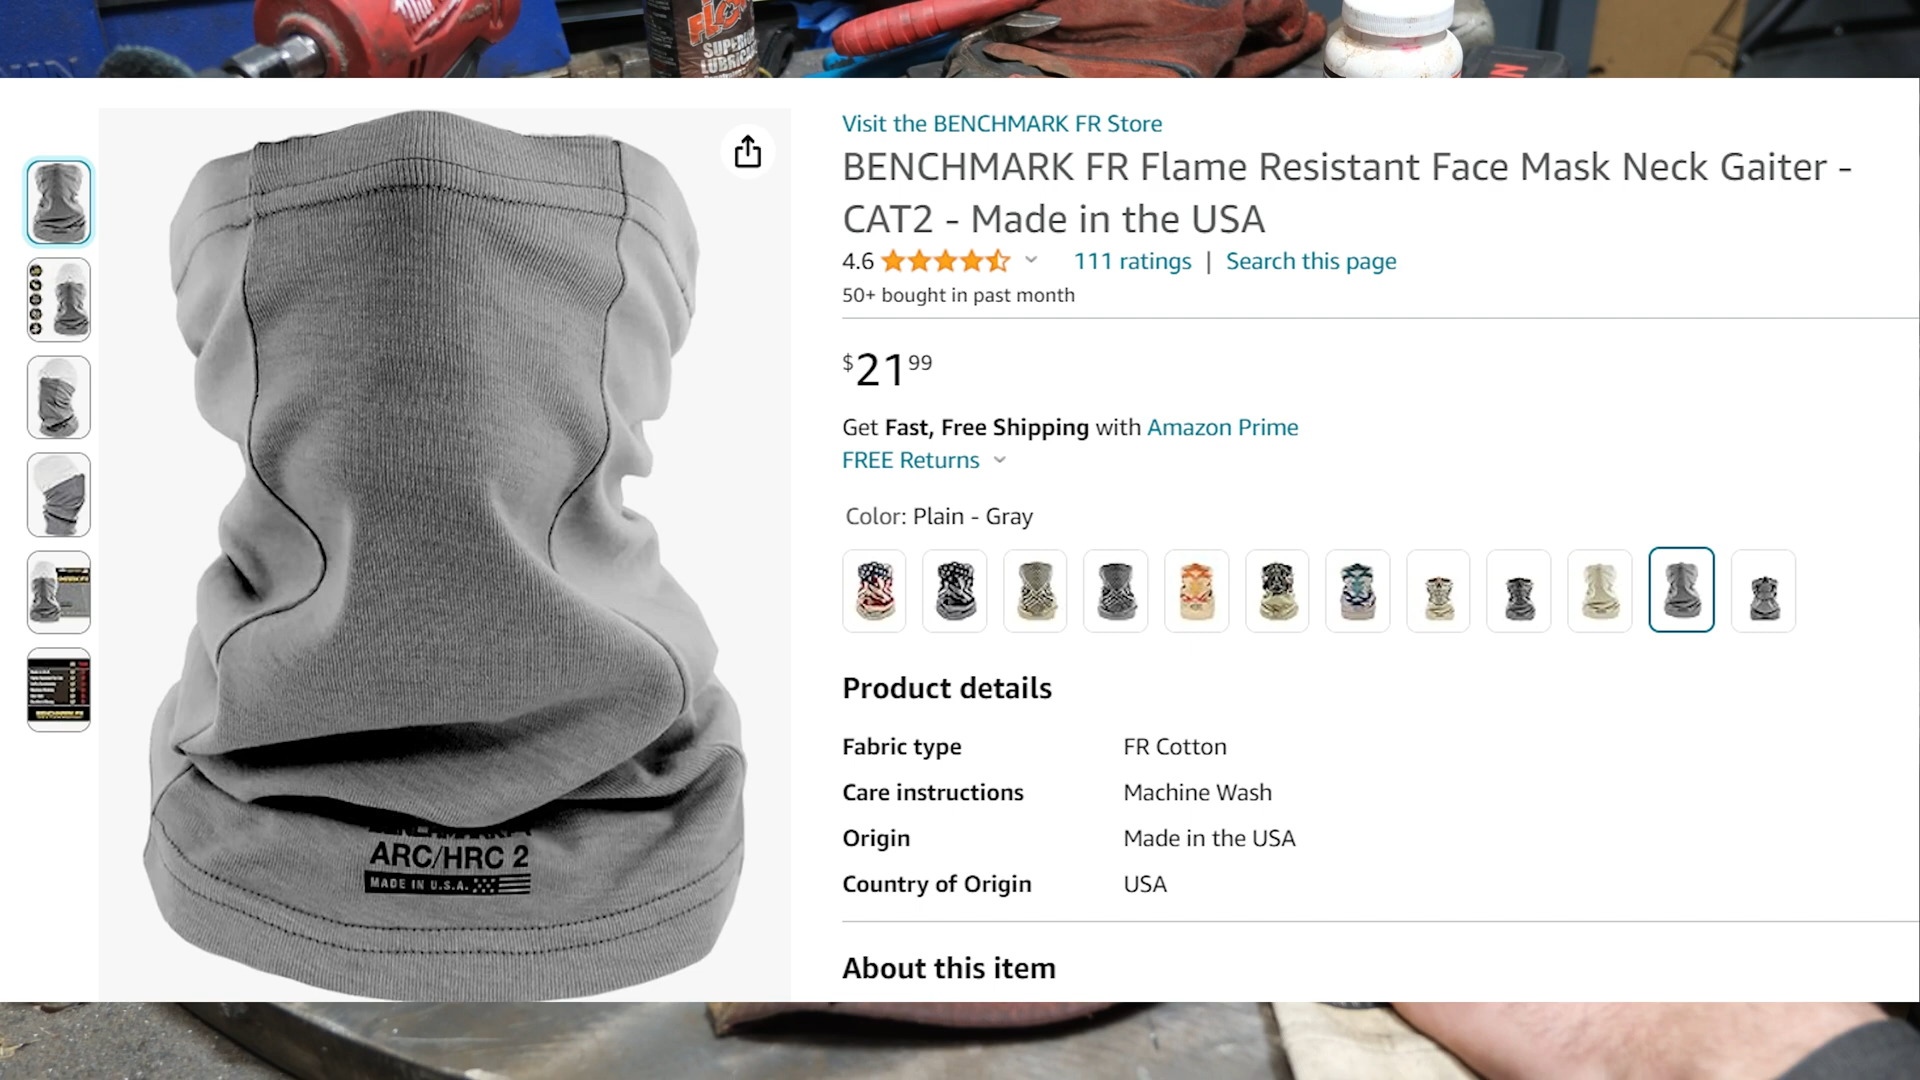 SUPERIOR
LUBRICANT
Visit the BENCHMARK FR Store
BENCHMARK FR Flame Resistant Face Mask Neck Gaiter -
CAT2 - Made in the USA
4.6
111 ratings | Search this page
50+ bought in past month
$21 99
Get Fast, Free Shipping with Amazon Prime
FREE Returns
Color: Plain - Gray
Product details
Fabric type FR Cotton
Care instructions Machine Wash
Origin Made in the USA
Country of Origin USA
About this item
ARC/HRC 2
MADE IN U.S.A.